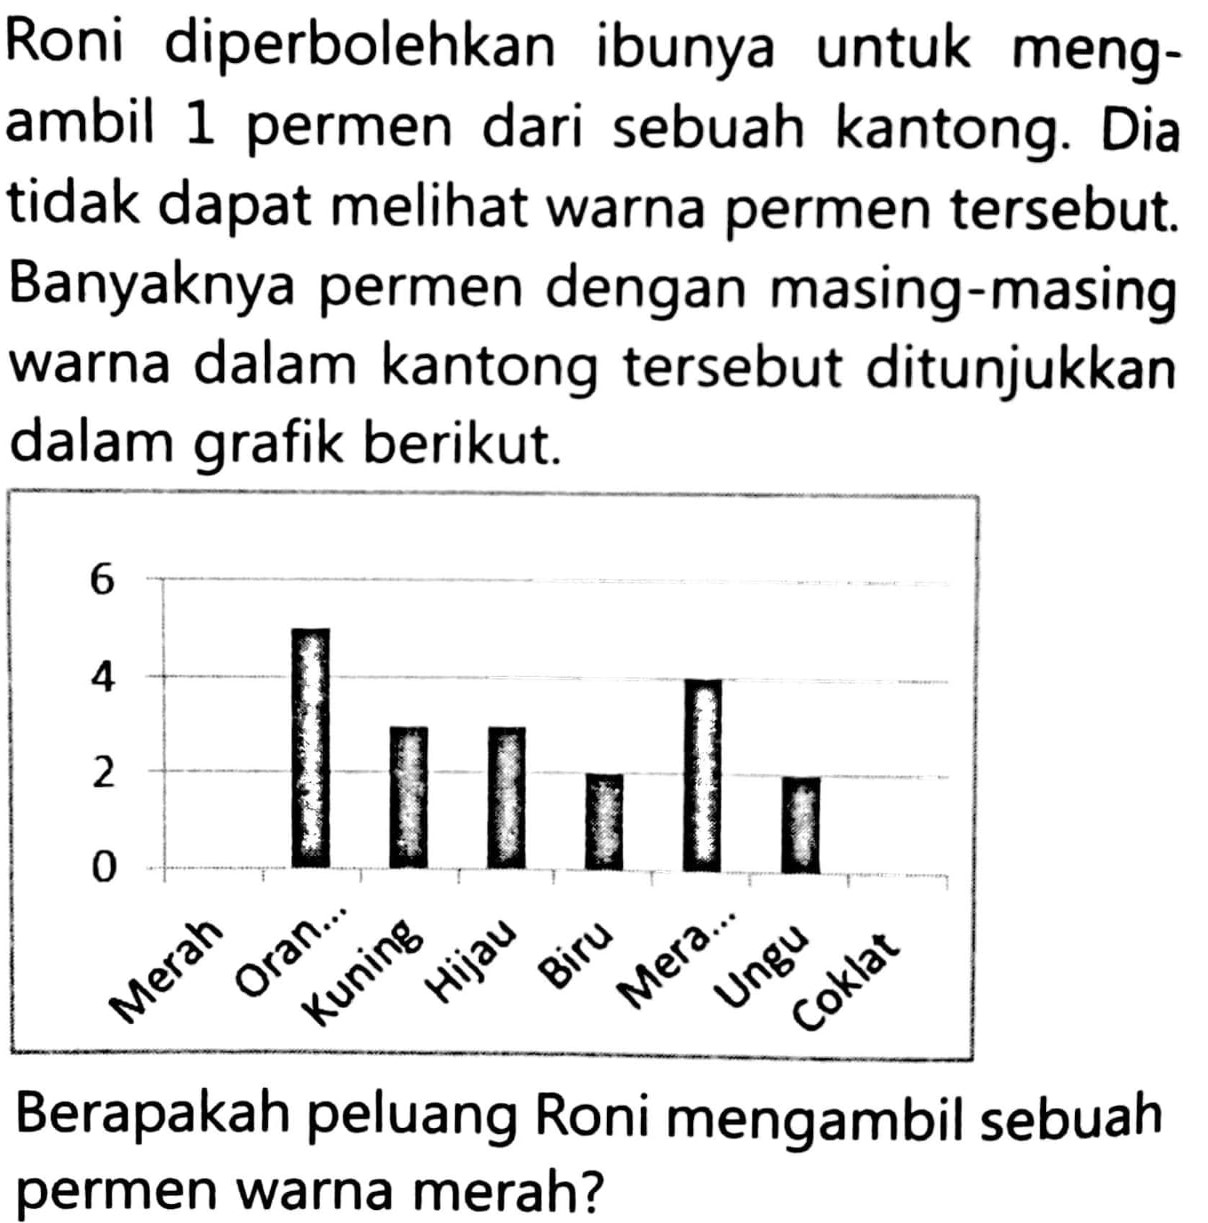 Roni diperbolehkan ibunya untuk meng-
ambil 1 permen dari sebuah kantong. Dia
tidak dapat melihat warna permen tersebut.
Banyaknya permen dengan masing-masing
warna dalam kantong tersebut ditunjukkan
dalam grafik berikut.
6
4
2
0
Merah
Oran...
Kuning
Hijau
Biru
Mera...
Ungu
Coklat
Berapakah peluang Roni mengambil sebuah
permen warna merah?